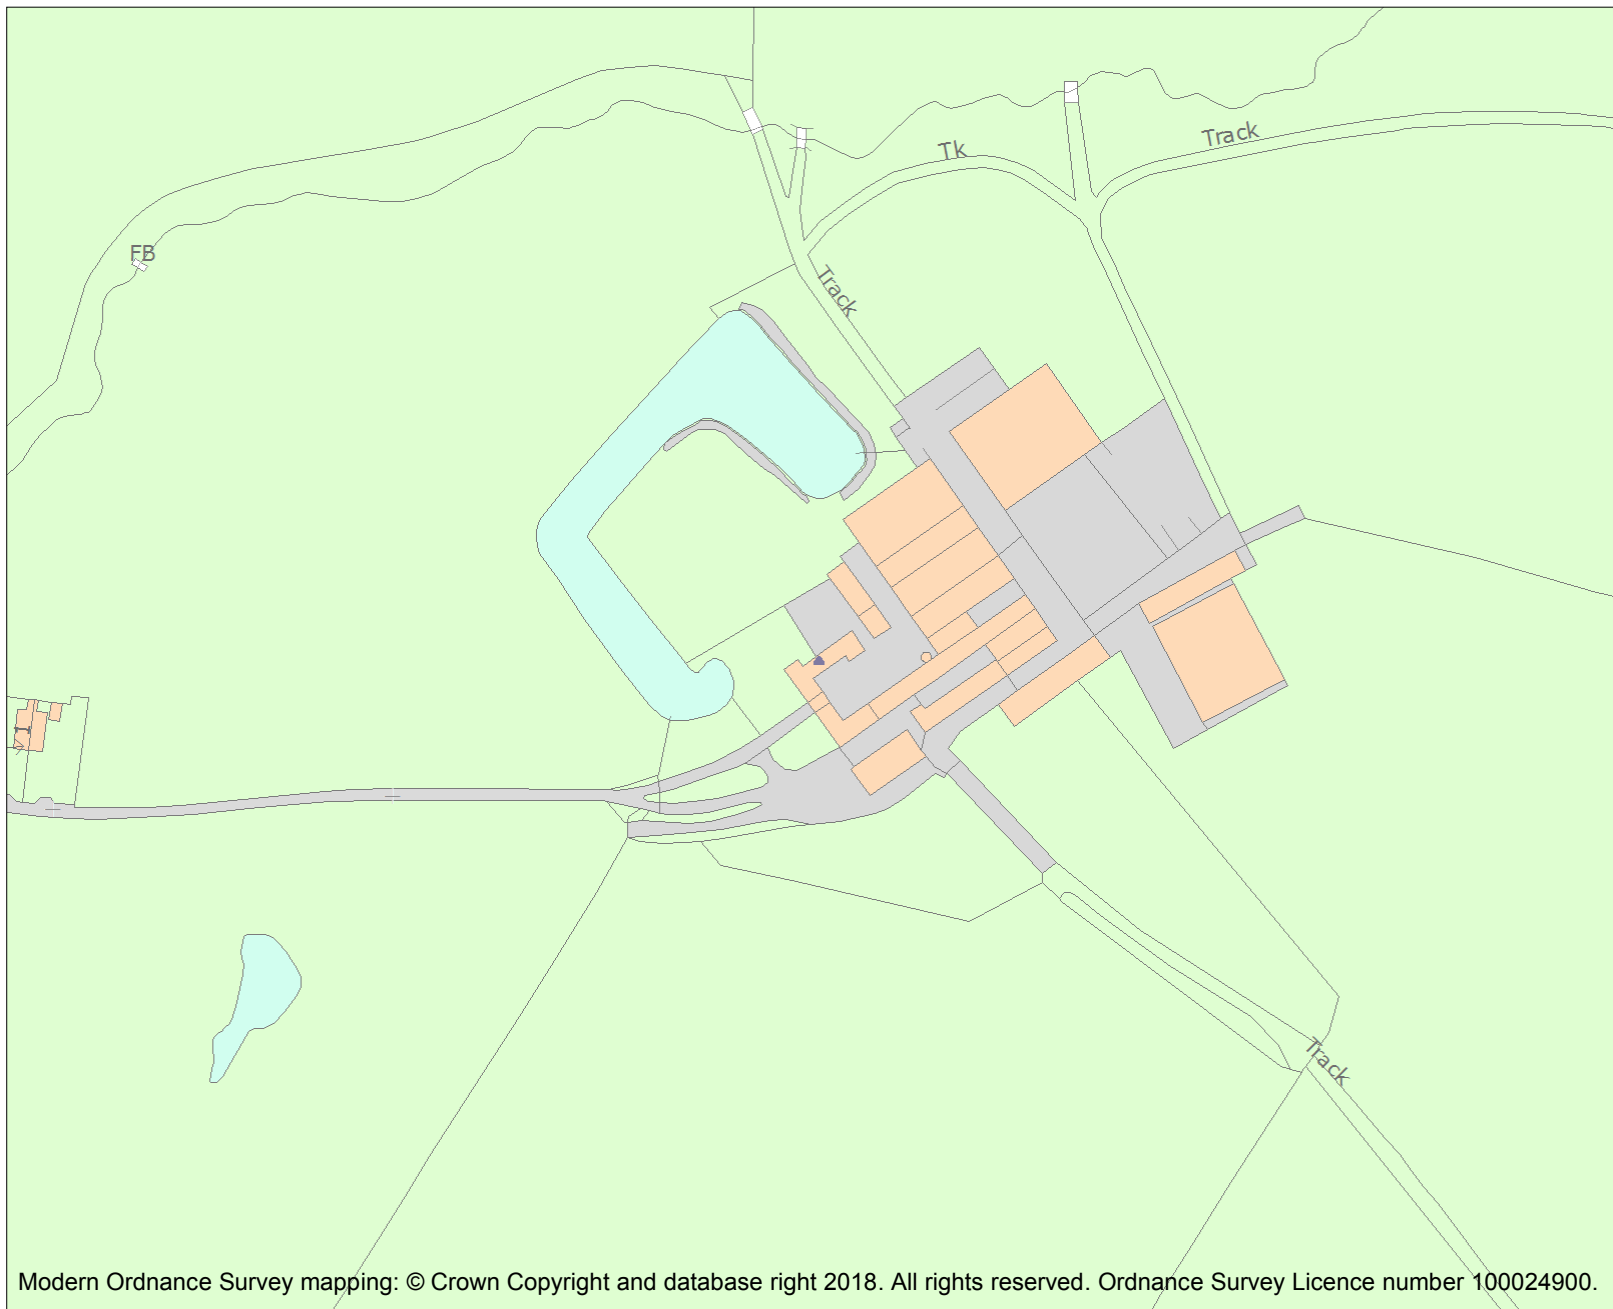 Track
Tk
FB
Track
Track
Modern Ordnance Survey mapping: © Crown Copyright and database right 2018. All rights reserved. Ordnance Survey Licence number 100024900.